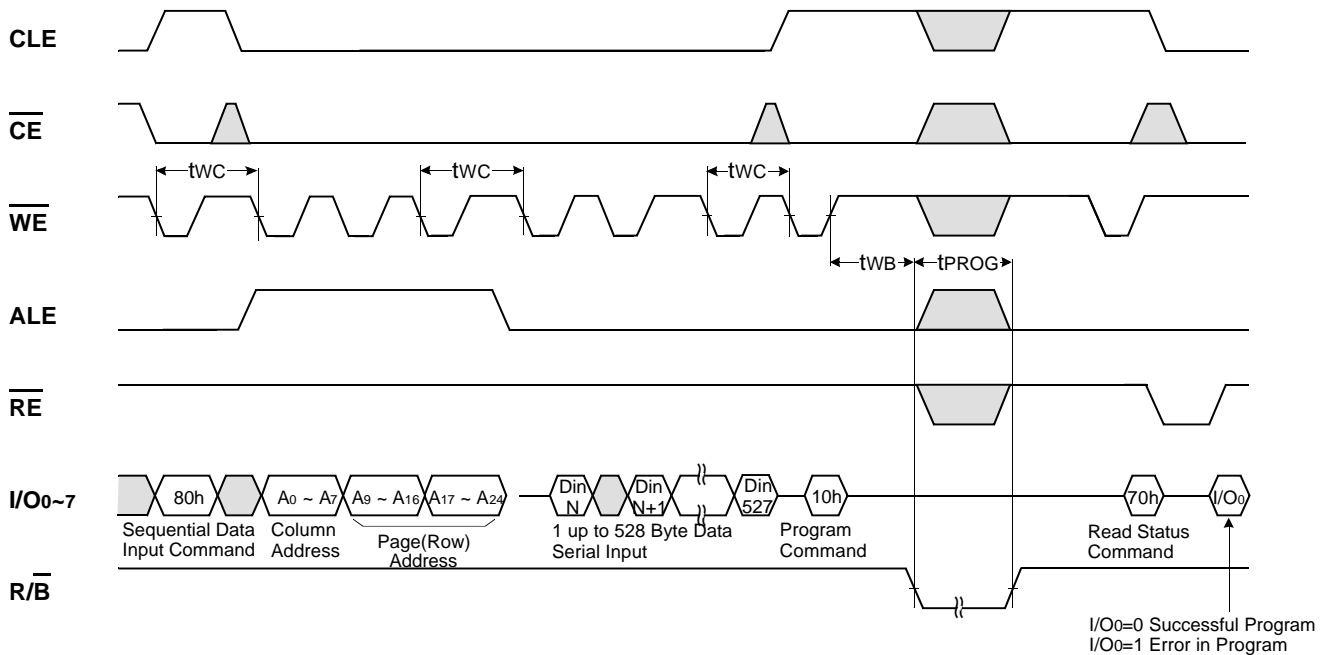 CLE
CE
tWC
tWC
tWC
WE
tWB
tPROG
ALE
RE
I/O0~7
80h
A0 ~ A7
A9 ~ A16
A17 ~ A24
Din N
Din N+1
Din 527
10h
70h
I/O0
Sequential Data
Input Command
Column
Address
Page(Row)
Address
1 up to 528 Byte Data
Serial Input
Program
Command
Read Status
Command
R/B
I/O0=0 Successful Program
I/O0=1 Error in Program